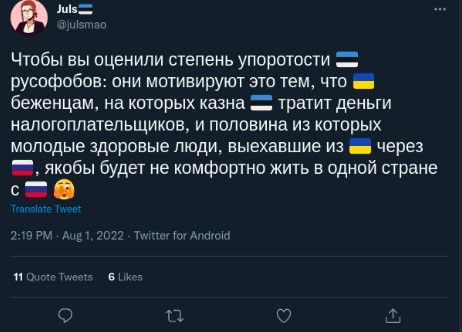 Juls🇪🇪
@julsmao
Чтобы вы оценили степень упоротости 🇪🇪
русофобов: они мотивируют это тем, что 🇺🇦
беженцам, на которых казна 🇪🇪 тратит деньги
налогоплательщиков, и половина из которых
молодые здоровые люди, выехавшие из 🇺🇦 через
🇷🇺, якобы будет не комфортно жить в одной стране
с 🇷🇺 🫣
Translate Tweet
2:19 PM · Aug 1, 2022 · Twitter for Android
11 Quote Tweets 6 Likes